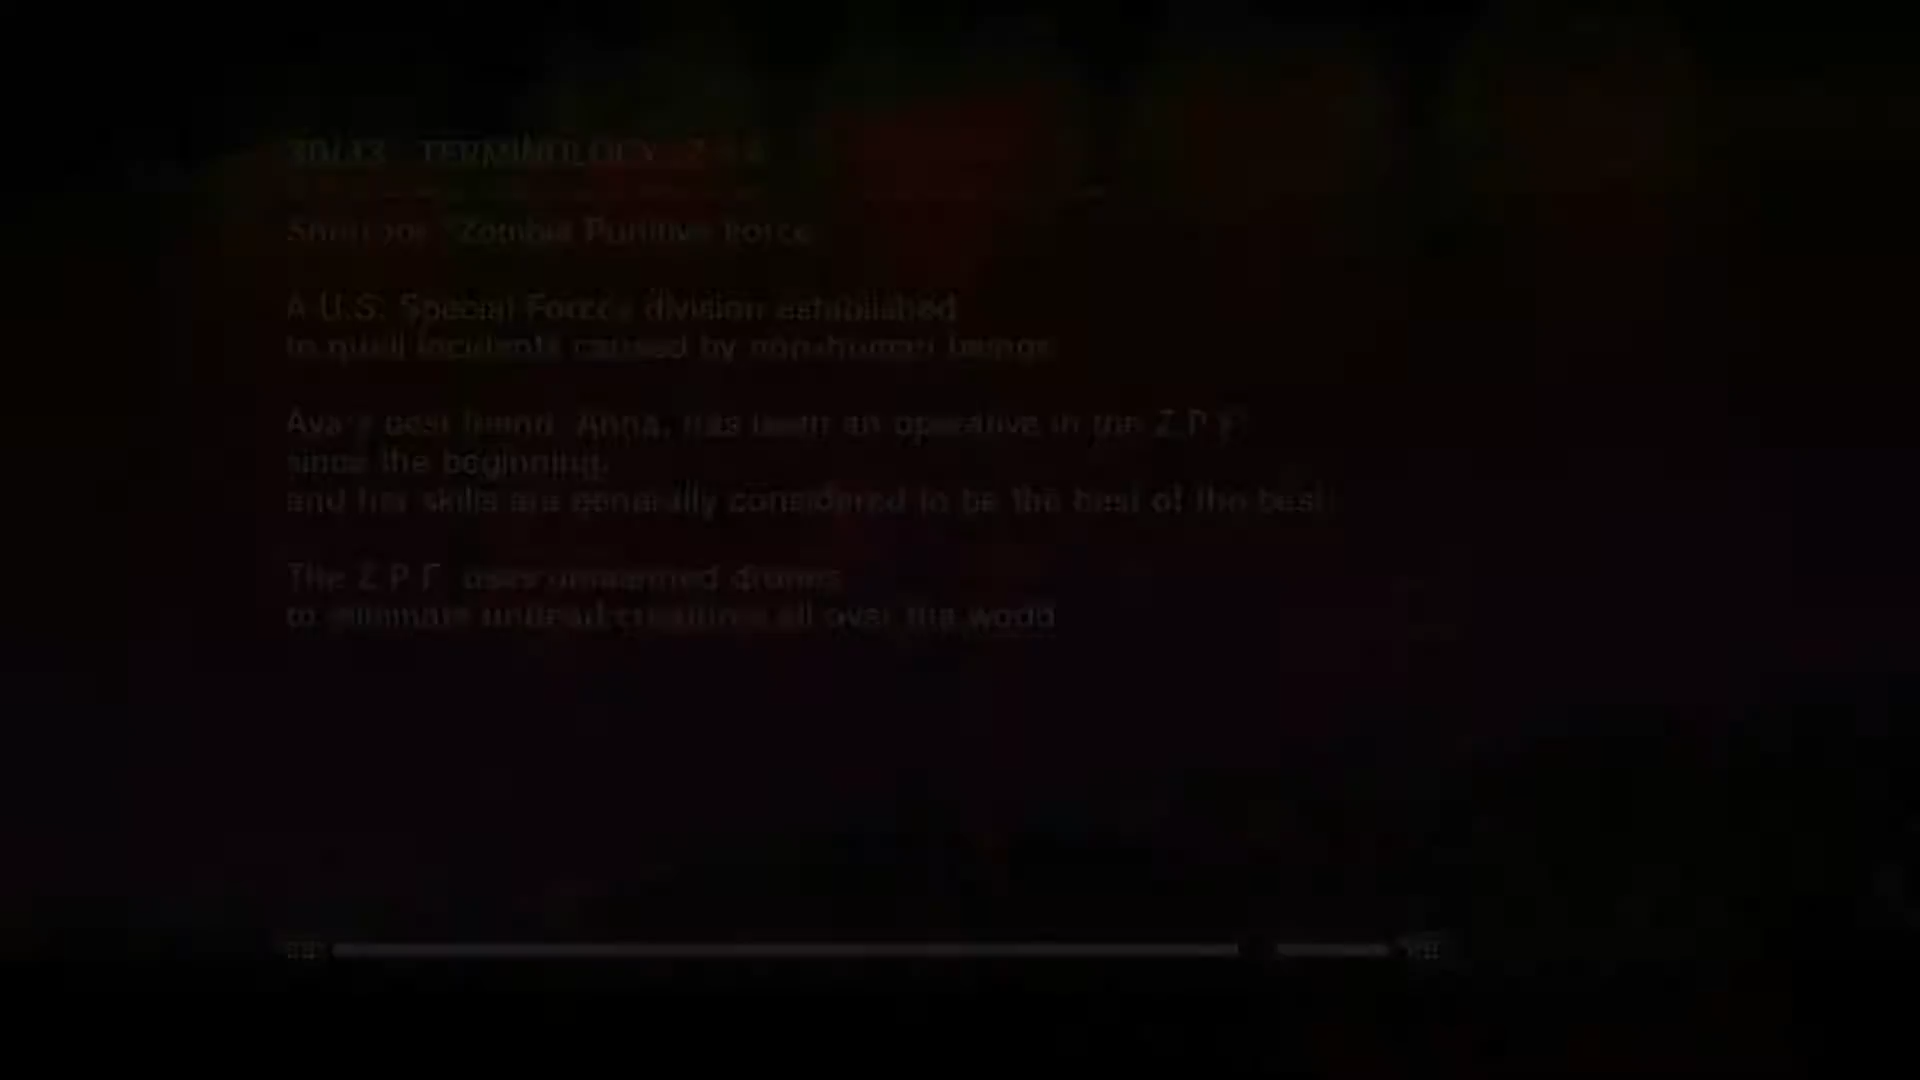 TERMINOLOGY Z.P.F.
Short for "Zombie Punitive Force
A U.S. Special Forces division established
to quell incidents caused by non-human beings.
Ava's best friend, Anna, has been an operative in the Z.P.F.
since the beginning,
and her skills are generally considered to be the best of the best.
The Z.P.F. uses unmanned drones
to eliminate undead creatures all over the world